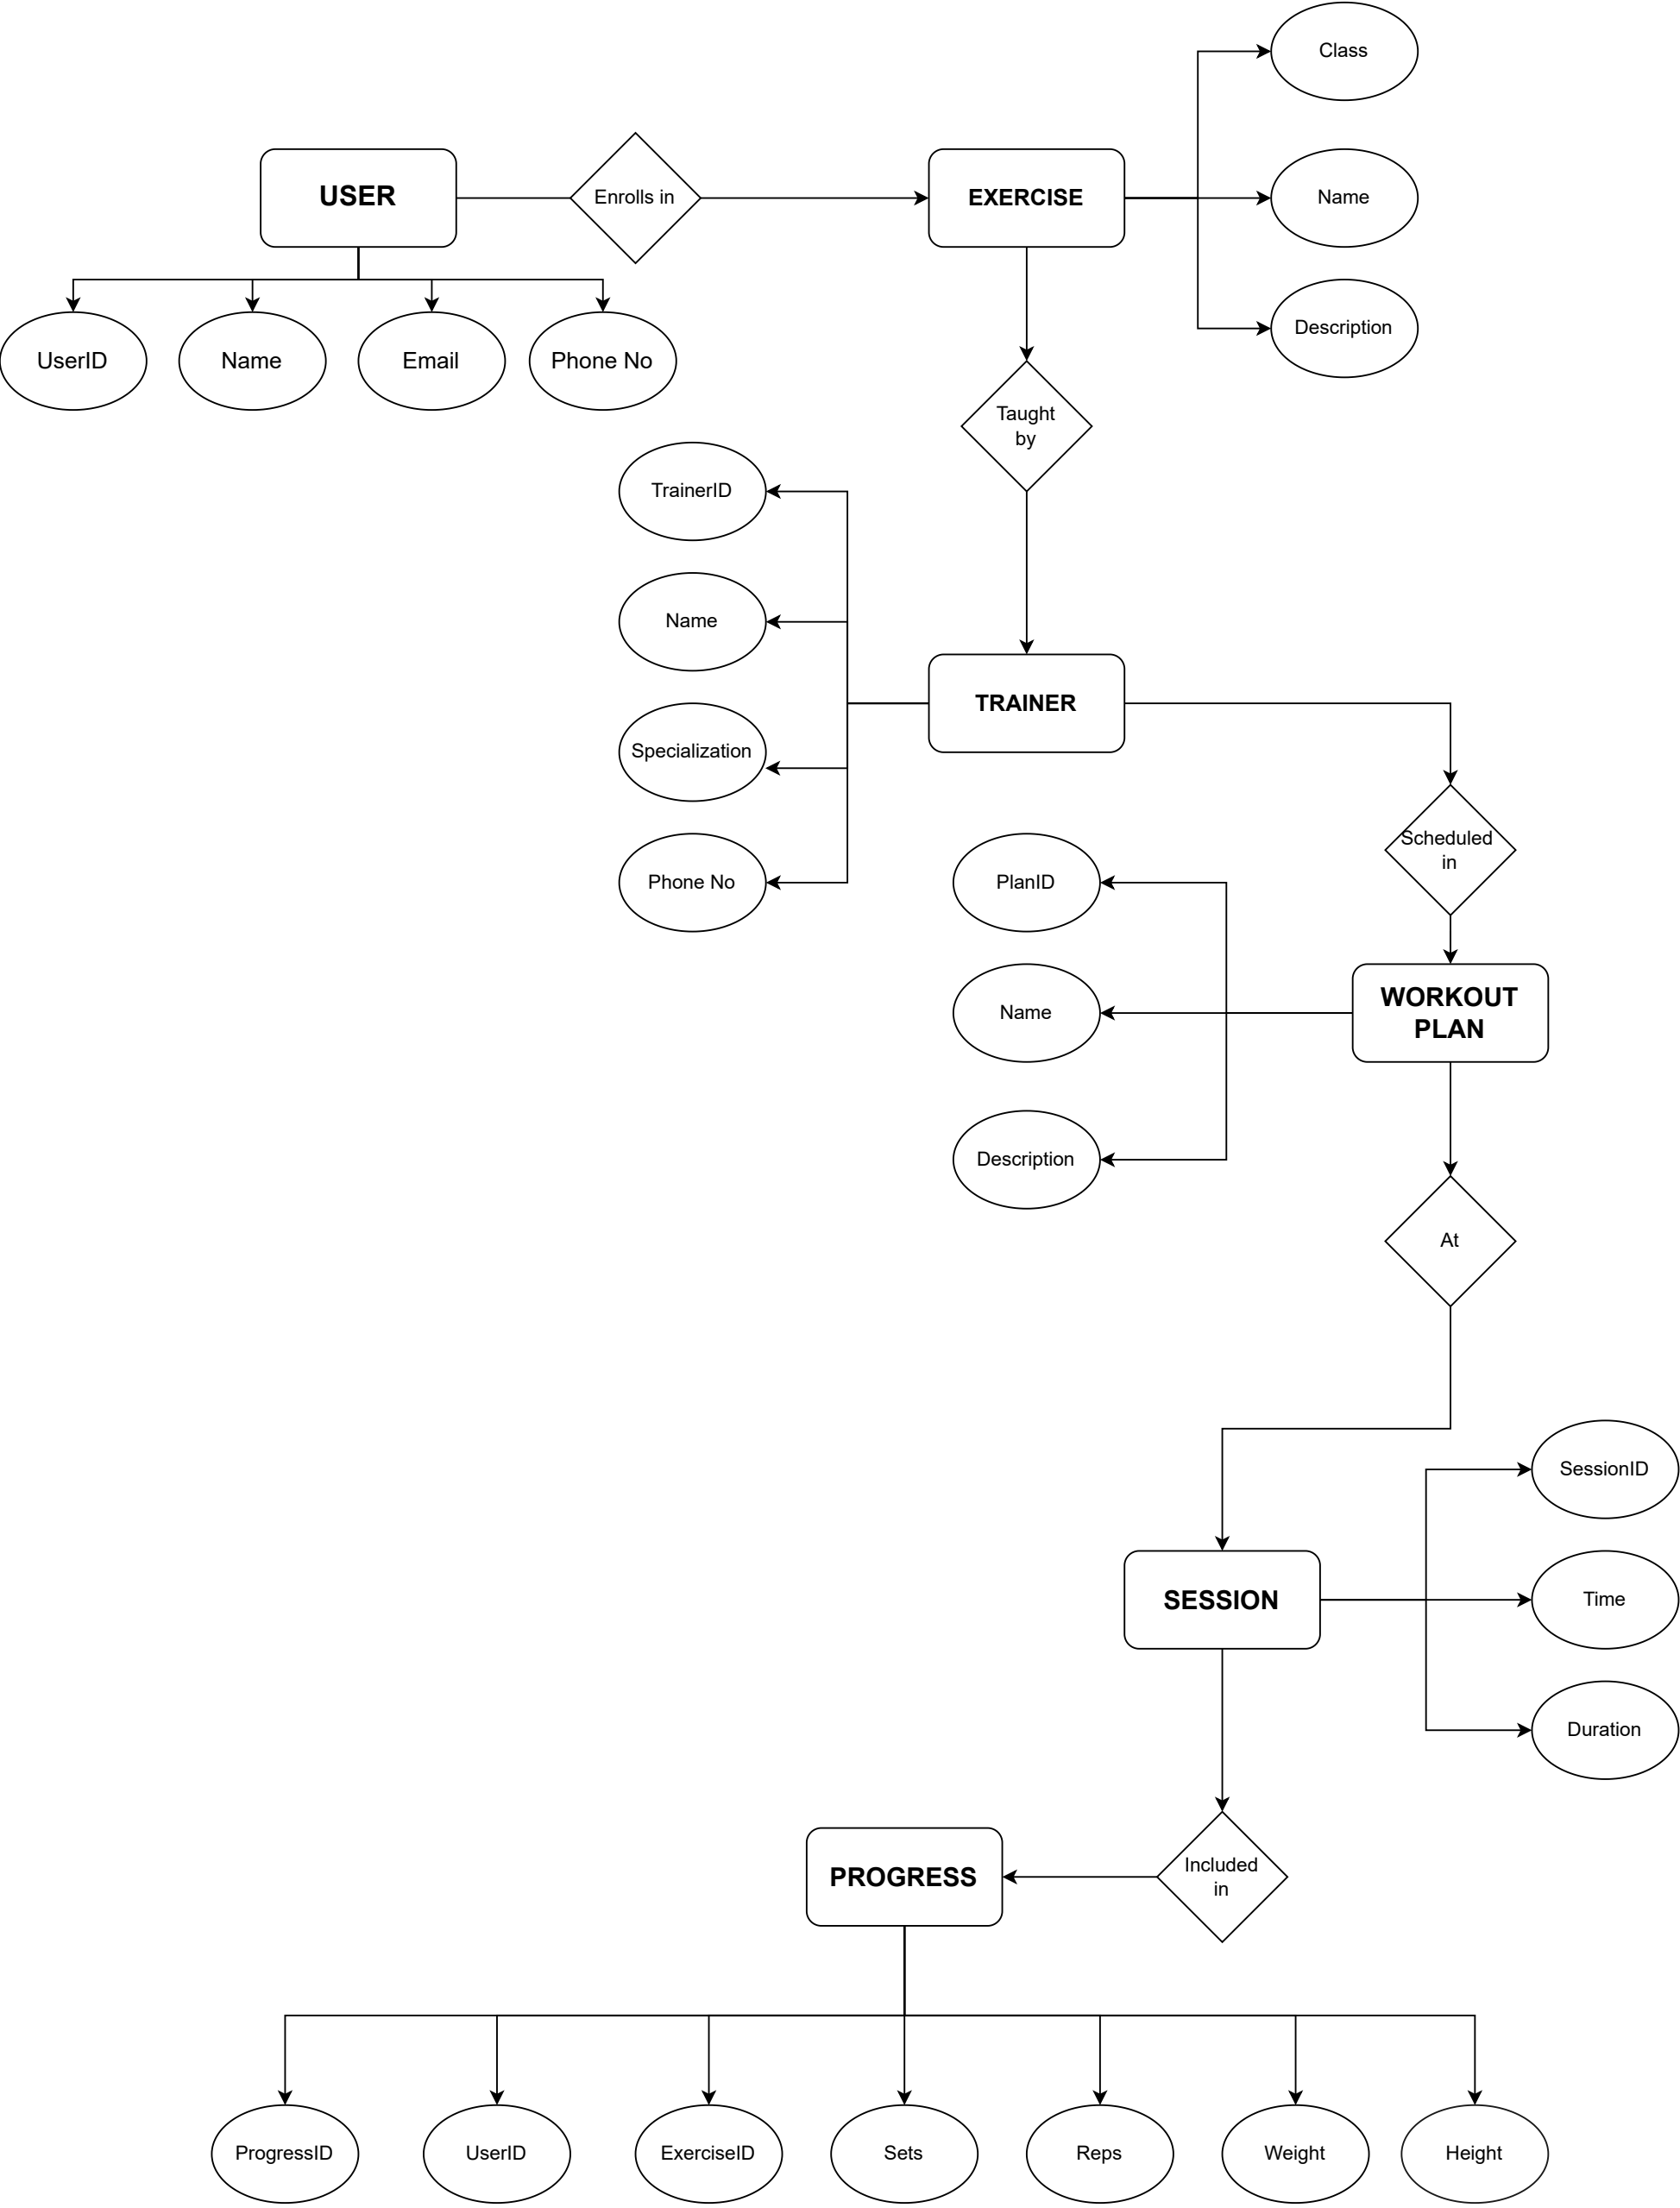 Class
USER
Enrolls in
EXERCISE
Name
Description
UserID
Name
Email
Phone No
Taught
by
TrainerID
Name
TRAINER
Specialization
Scheduled
in
Phone No
PlanID
Name
WORKOUT
PLAN
Description
At
SessionID
SESSION
Time
Duration
PROGRESS
Included
in
ProgressID
UserID
ExerciseID
Sets
Reps
Weight
Height